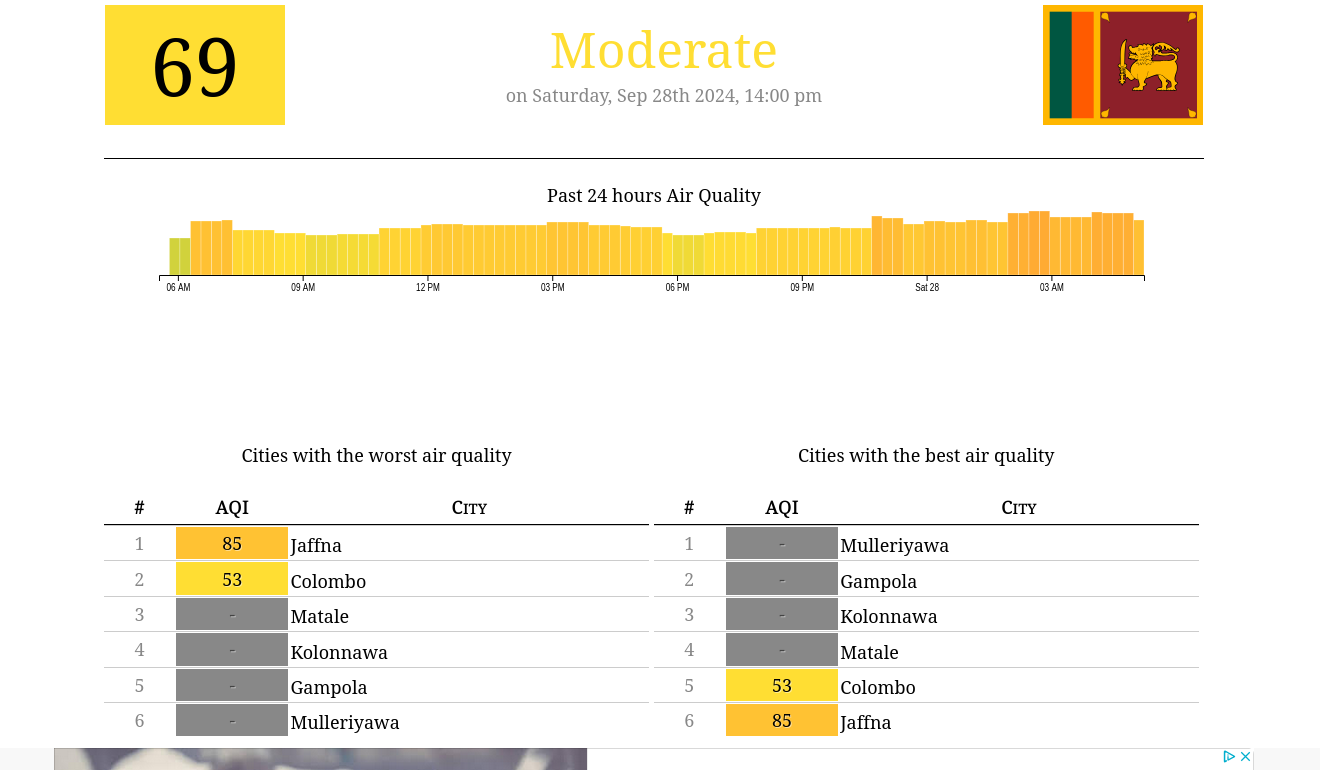 69
Moderate
on Saturday, Sep 28th 2024, 14:00 pm
Past 24 hours Air Quality
06 AM 09 AM 12 PM 03 PM 06 PM 09 PM Sat 28 03 AM
Cities with the worst air quality
# AQI City
1 85 Jaffna
2 53 Colombo
3 - Matale
4 - Kolonnawa
5 - Gampola
6 - Mulleriyawa
Cities with the best air quality
# AQI City
1 - Mulleriyawa
2 - Gampola
3 - Kolonnawa
4 - Matale
5 53 Colombo
6 85 Jaffna